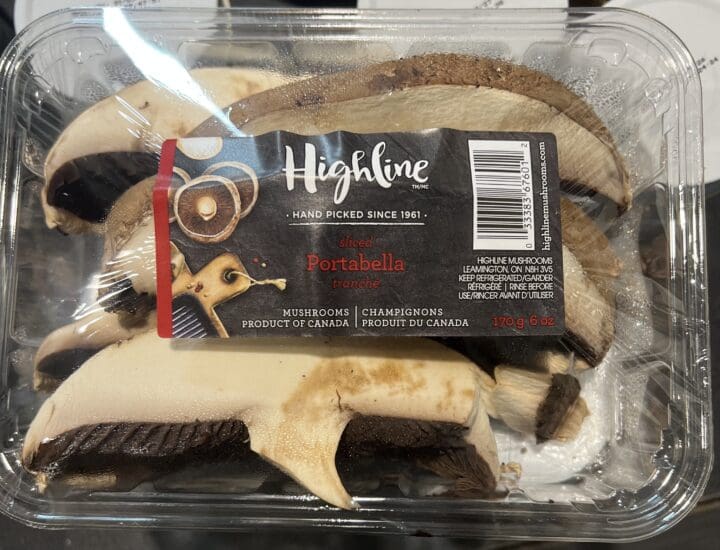 Highline
TM/MC
· HAND PICKED SINCE 1961 ·
sliced
Portabella
tranché
MUSHROOMS | CHAMPIGNONS
PRODUCT OF CANADA | PRODUIT DU CANADA
0 33383 67601 2
highlinemushrooms.com
HIGHLINE MUSHROOMS
LEAMINGTON, ON N8H 3V5
KEEP REFRIGERATED/GARDER
RÉFRIGÉRÉ | RINSE BEFORE
USE/RINCER AVANT D'UTILISER
170 g 6 oz